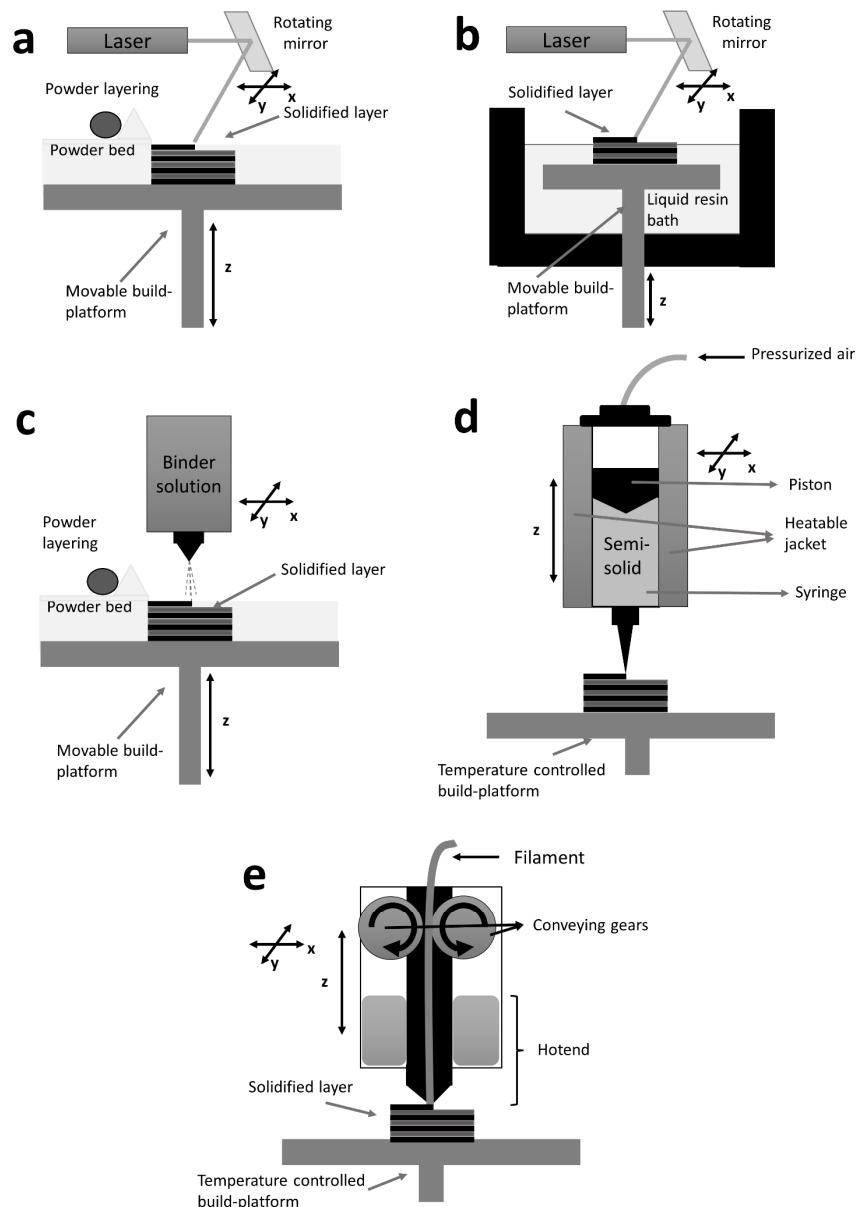 a
Laser
Rotating
mirror
y
x
Powder layering
Solidified layer
Powder bed
z
Movable build-
platform
b
Laser
Rotating
mirror
y
x
Solidified layer
Liquid resin
bath
Movable build-
platform
z
c
Binder
solution
y
x
Powder
layering
Solidified layer
Powder bed
z
Movable build-
platform
d
Pressurized air
y
x
Piston
z
Heatable
jacket
Semi-
solid
Syringe
Temperature controlled
build-platform
e
Filament
Conveying gears
x
y
z
Hotend
Solidified layer
Temperature controlled
build-platform